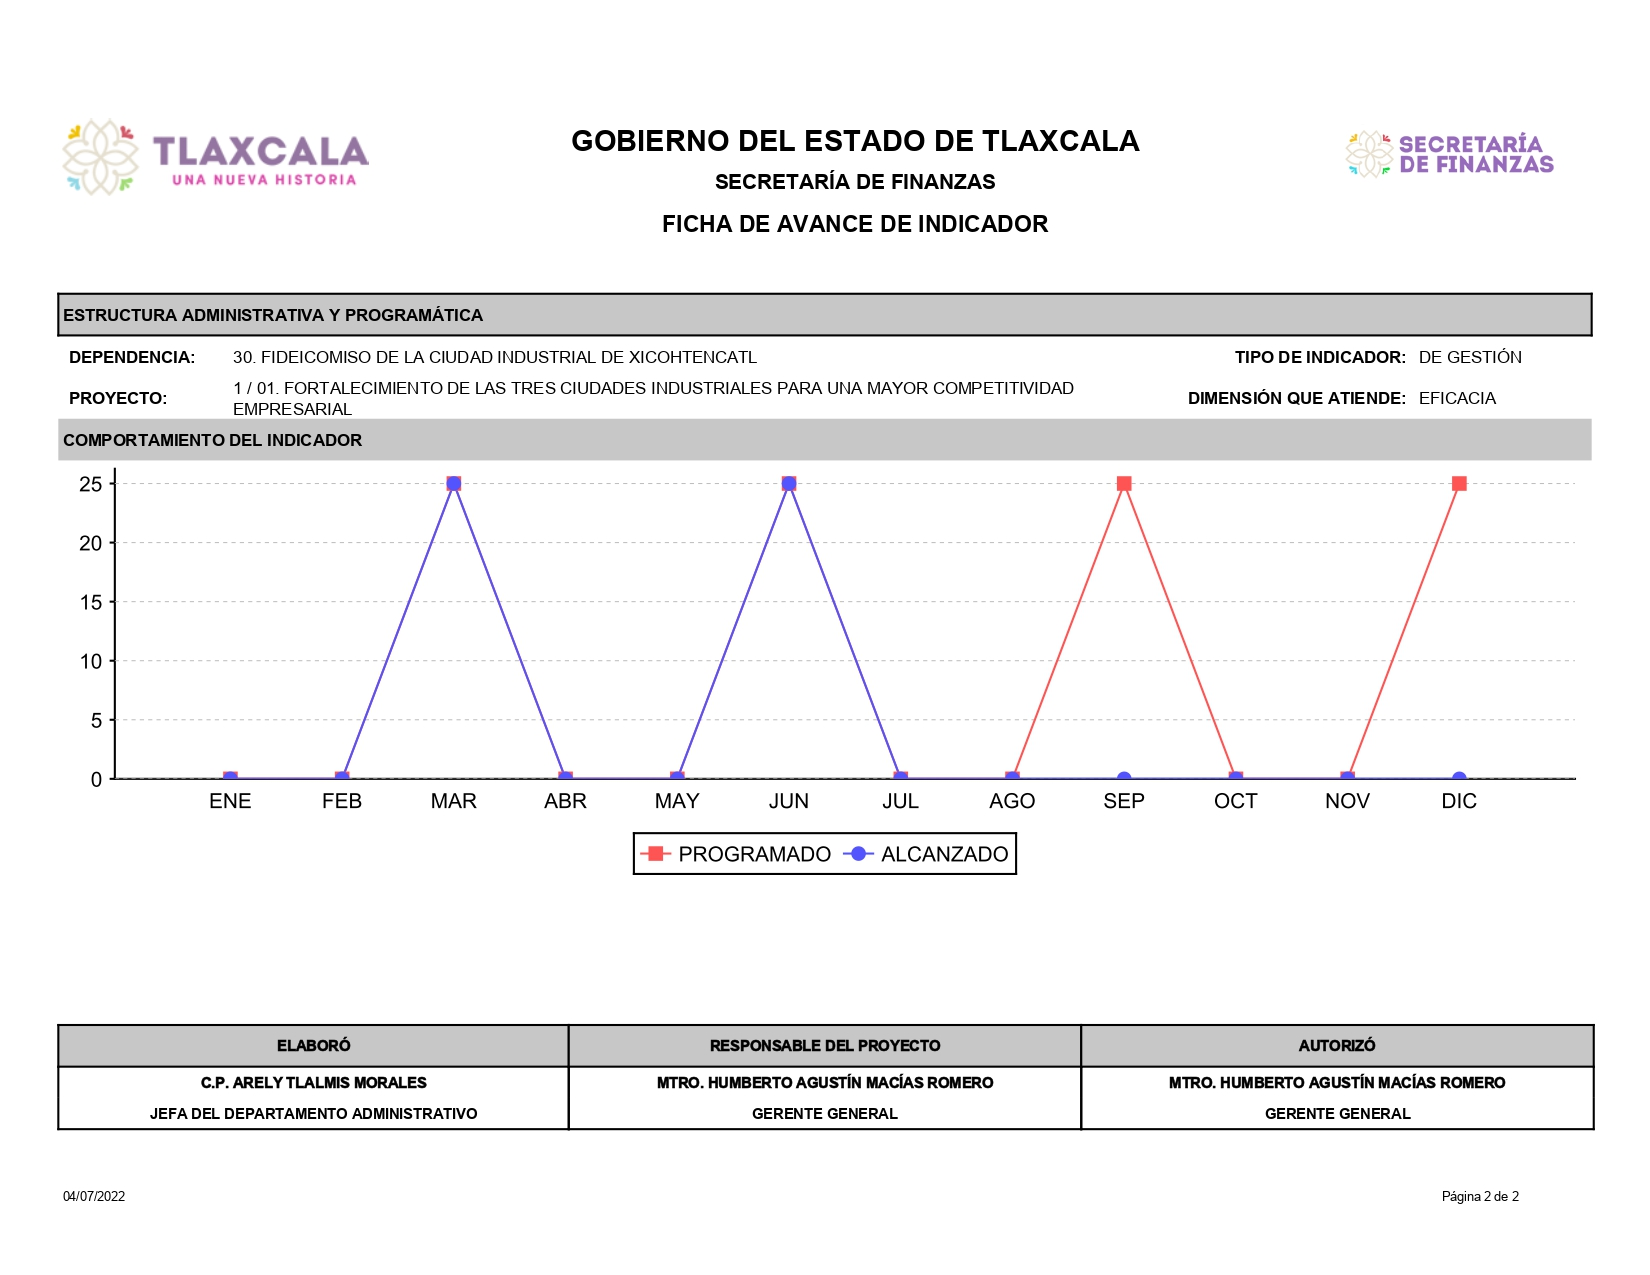 TLAXCALA
UNA NUEVA HISTORIA
GOBIERNO DEL ESTADO DE TLAXCALA
SECRETARÍA DE FINANZAS
FICHA DE AVANCE DE INDICADOR
SECRETARÍA
DE FINANZAS
ESTRUCTURA ADMINISTRATIVA Y PROGRAMÁTICA
DEPENDENCIA: 30. FIDEICOMISO DE LA CIUDAD INDUSTRIAL DE XICOHTENCATL TIPO DE INDICADOR: DE GESTIÓN
PROYECTO: 1 / 01. FORTALECIMIENTO DE LAS TRES CIUDADES INDUSTRIALES PARA UNA MAYOR COMPETITIVIDAD
EMPRESARIAL
DIMENSIÓN QUE ATIENDE: EFICACIA
COMPORTAMIENTO DEL INDICADOR
25
20
15
10
5
0
ENE FEB MAR ABR MAY JUN JUL AGO SEP OCT NOV DIC
PROGRAMADO ALCANZADO
ELABORÓ RESPONSABLE DEL PROYECTO AUTORIZÓ
C.P. ARELY TLALMIS MORALES MTRO. HUMBERTO AGUSTÍN MACÍAS ROMERO MTRO. HUMBERTO AGUSTÍN MACÍAS ROMERO
JEFA DEL DEPARTAMENTO ADMINISTRATIVO GERENTE GENERAL GERENTE GENERAL
04/07/2022 Página 2 de 2